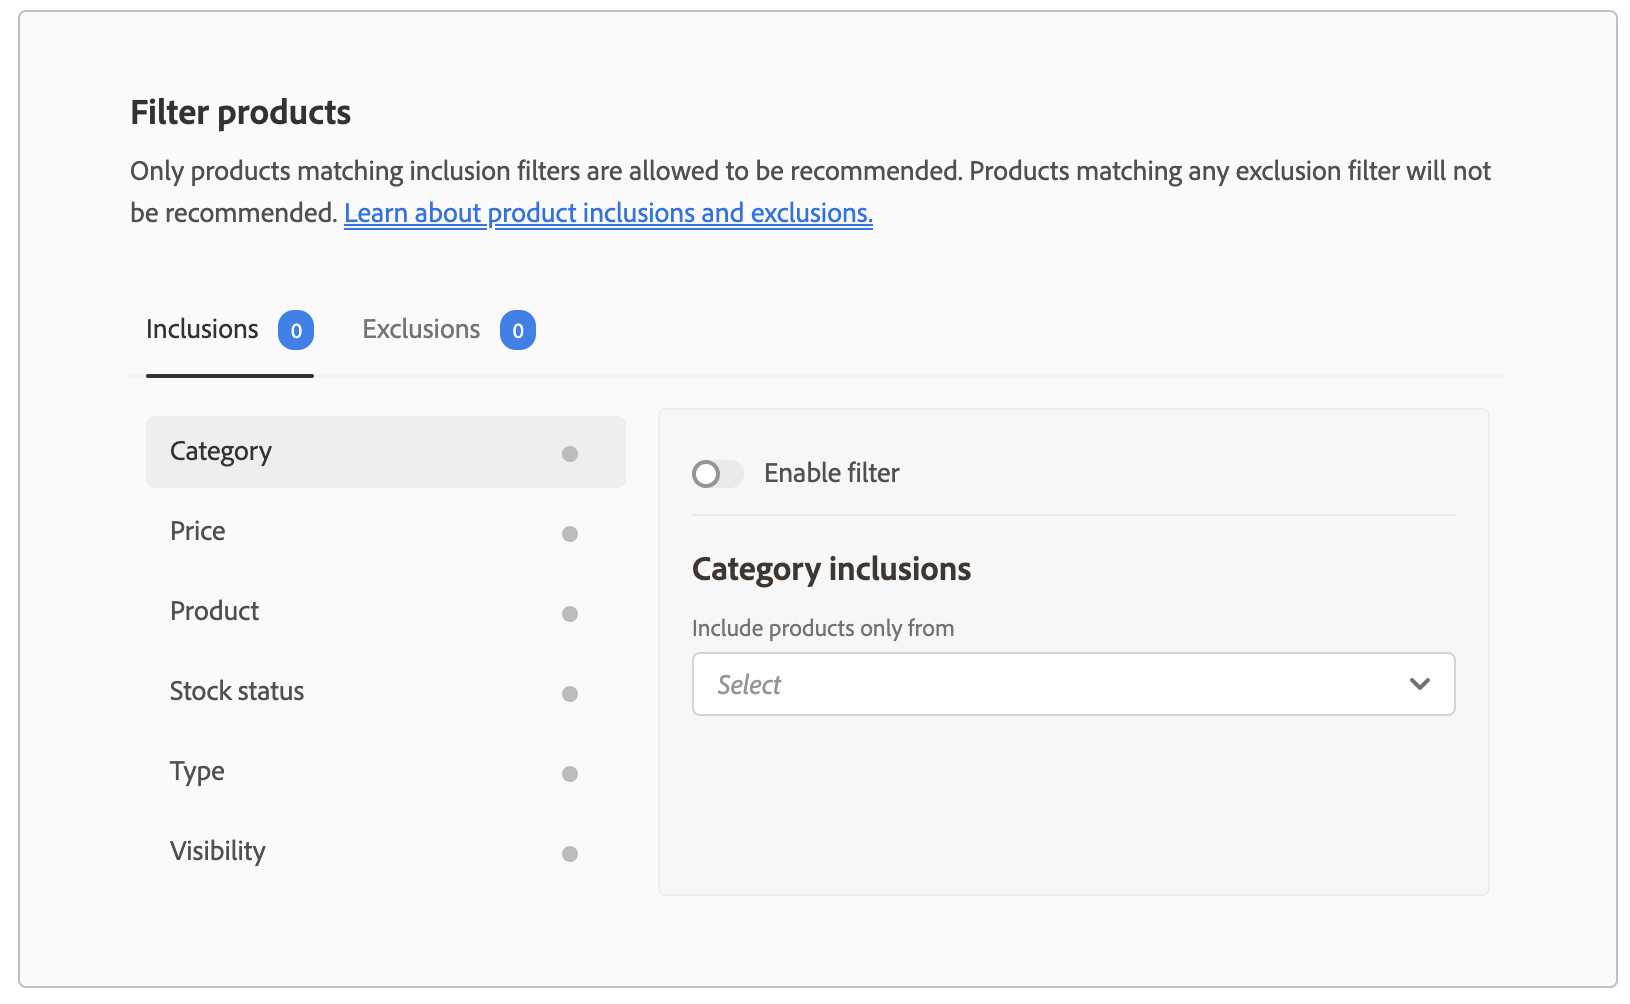 Filter products
Only products matching inclusion filters are allowed to be recommended. Products matching any exclusion filter will not
be recommended. Learn about product inclusions and exclusions.
Inclusions 0 Exclusions 0
Category
Price
Product
Stock status
Type
Visibility
Enable filter
Category inclusions
Include products only from
Select